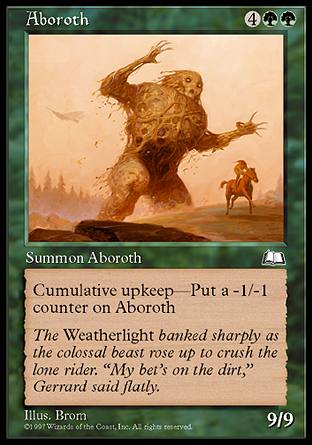 Aboroth 4
Summon Aboroth
Cumulative upkeep—Put a -1/-1
counter on Aboroth
The Weatherlight banked sharply as
the colossal beast rose up to crush the
lone rider. “My bet's on the dirt,”
Gerrard said flatly.
Illus. Brom
©1997 Wizards of the Coast, Inc. All rights reserved.
9/9